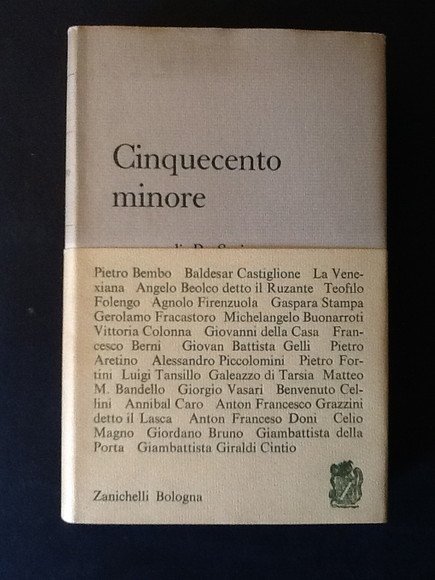 Cinquecento
minore
Pietro Bembo Baldesar Castiglione La Vene-
xiana Angelo Beolco detto il Ruzante Teofilo
Folengo Agnolo Firenzuola Gaspara Stampa
Gerolamo Fracastoro Michelangelo Buonarroti
Vittoria Colonna Giovanni della Casa Fran-
cesco Berni Giovan Battista Gelli Pietro
Aretino Alessandro Piccolomini Pietro For-
tini Luigi Tansillo Galeazzo di Tarsia Matteo
M. Bandello Giorgio Vasari Benvenuto Cel-
lini Annibal Caro Anton Francesco Grazzini
detto il Lasca Anton Franceso Doni Celio
Magno Giordano Bruno Giambattista della
Porta Giambattista Giraldi Cintio
Zanichelli Bologna